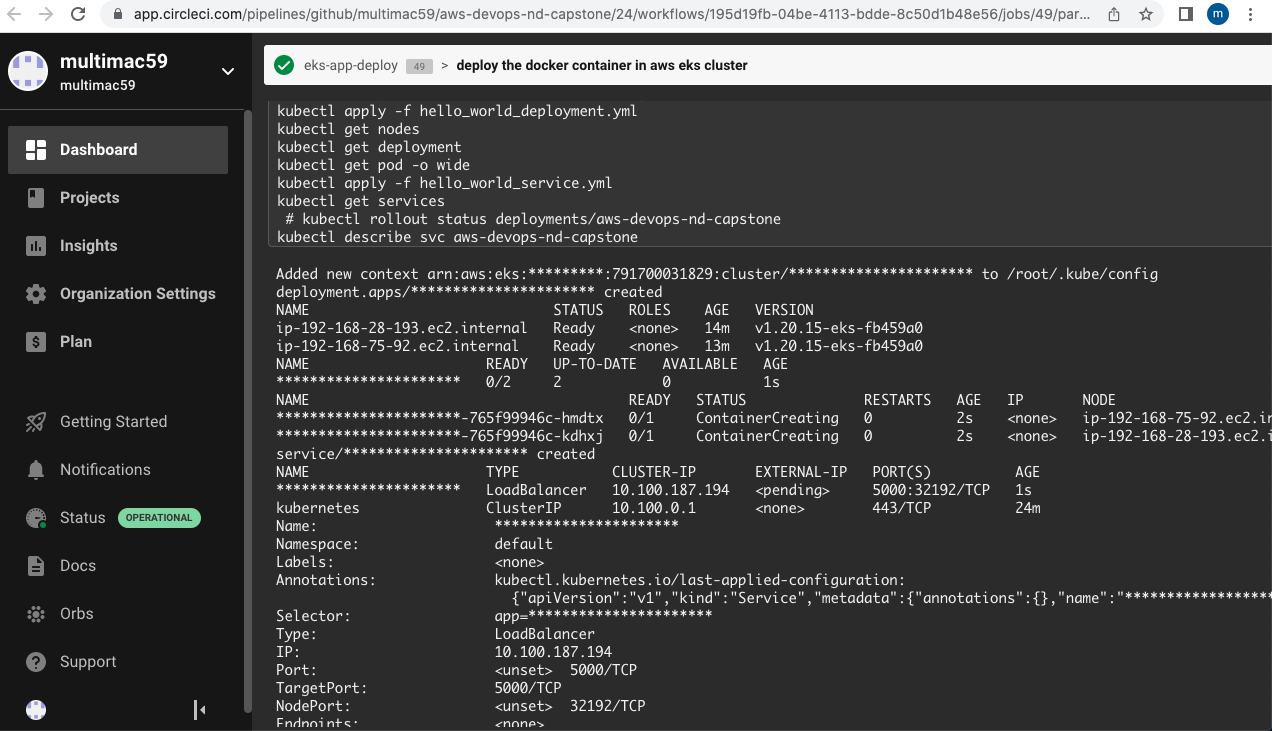 app.circleci.com/pipelines/github/multimac59/aws-devops-nd-capstone/24/workflows/195d19fb-04be-4113-bdde-8c50d1b48e56/jobs/49/par...
m
multimac59
multimac59
Dashboard
Projects
Insights
Organization Settings
Plan
Getting Started
Notifications
Status OPERATIONAL
Docs
Orbs
Support
eks-app-deploy 49 > deploy the docker container in aws eks cluster
kubectl apply -f hello_world_deployment.yml
kubectl get nodes
kubectl get deployment
kubectl get pod -o wide
kubectl apply -f hello_world_service.yml
kubectl get services
# kubectl rollout status deployments/aws-devops-nd-capstone
kubectl describe svc aws-devops-nd-capstone
Added new context arn:aws:eks:*********:791700031829:cluster/********************** to /root/.kube/config
deployment.apps/********************** created
NAME STATUS ROLES AGE VERSION
ip-192-168-28-193.ec2.internal Ready <none> 14m v1.20.15-eks-fb459a0
ip-192-168-75-92.ec2.internal Ready <none> 13m v1.20.15-eks-fb459a0
NAME READY UP-TO-DATE AVAILABLE AGE
********************** 0/2 2 0 1s
NAME READY STATUS RESTARTS AGE IP NODE
**********************-765f99946c-hmdtx 0/1 ContainerCreating 0 2s <none> ip-192-168-75-92.ec2.in
**********************-765f99946c-kdhxj 0/1 ContainerCreating 0 2s <none> ip-192-168-28-193.ec2.i
service/********************** created
NAME TYPE CLUSTER-IP EXTERNAL-IP PORT(S) AGE
********************** LoadBalancer 10.100.187.194 <pending> 5000:32192/TCP 1s
kubernetes ClusterIP 10.100.0.1 <none> 443/TCP 24m
Name: **********************
Namespace: default
Labels: <none>
Annotations: kubectl.kubernetes.io/last-applied-configuration:
{"apiVersion":"v1","kind":"Service","metadata":{"annotations":{},"name":"******************
Selector: app=**********************
Type: LoadBalancer
IP: 10.100.187.194
Port: <unset> 5000/TCP
TargetPort: 5000/TCP
NodePort: <unset> 32192/TCP
Endpoints: <none>